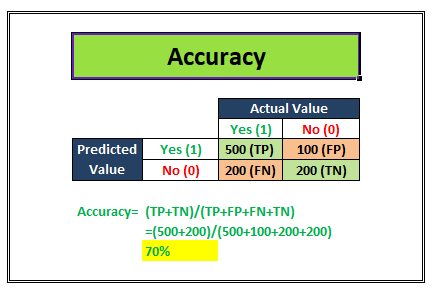 Accuracy
Actual Value
Yes (1) No (0)
Predicted Yes (1) 500 (TP) 100 (FP)
Value No (0) 200 (FN) 200 (TN)
Accuracy= (TP+TN)/(TP+FP+FN+TN)
=(500+200)/(500+100+200+200)
70%